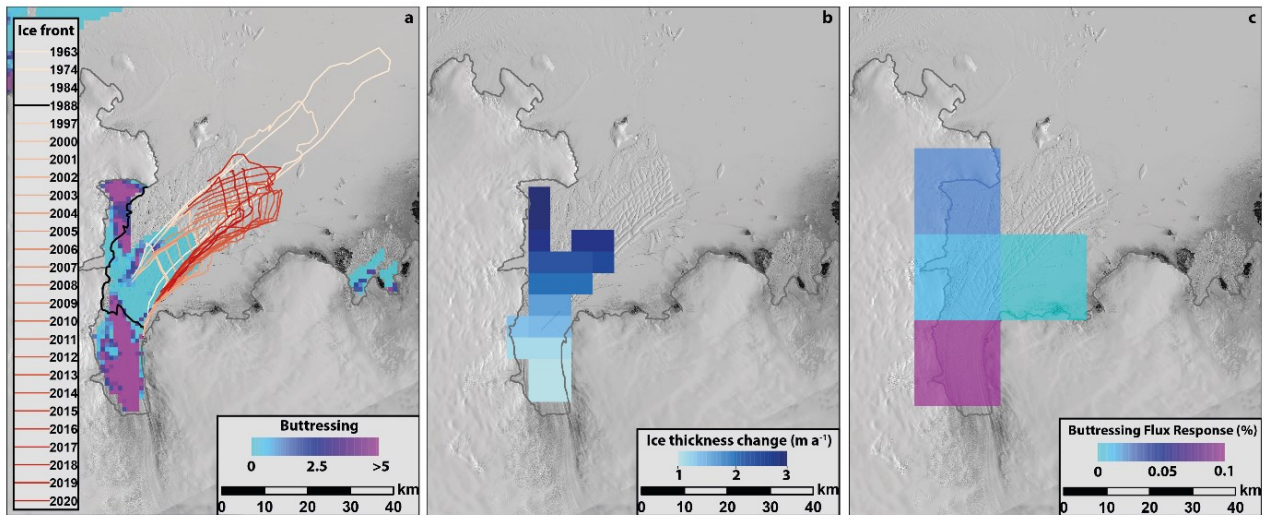 a
Ice front
1963
1974
1984
1988
1997
2000
2001
2002
2003
2004
2005
2006
2007
2008
2009
2010
2011
2012
2013
2014
2015
2016
2017
2018
2019
2020
Buttressing
0 2.5 >5
km
0 10 20 30 40
b
Ice thickness change (m a⁻¹)
1 2 3
km
0 10 20 30 40
c
Buttressing Flux Response (%)
0 0.05 0.1
km
0 10 20 30 40